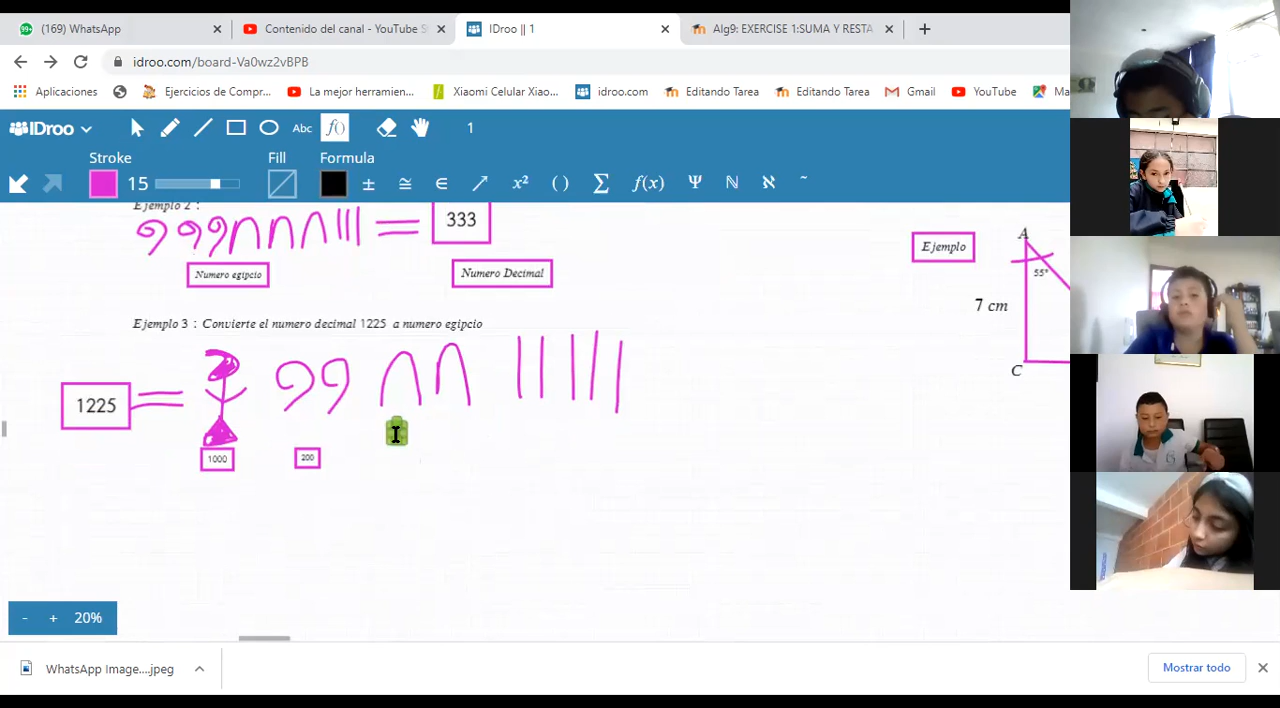 (169) WhatsApp
Contenido del canal - YouTube S
IDroo || 1
Alg9: EXERCISE 1:SUMA Y RESTA
idroo.com/board-Va0wz2vBPB
Aplicaciones
Ejercicios de Compr...
La mejor herramien...
Xiaomi Celular Xiao...
idroo.com
Editando Tarea
Editando Tarea
Gmail
YouTube
Ma
IDroo
Abc
f()
1
Stroke
Fill
Formula
15
± ≅ ∈ x² ( ) ∑ f(x) Ψ ℕ ℵ ~
Ejemplo 2 :
333
Numero egipcio
Numero Decimal
Ejemplo 3 : Convierte el numero decimal 1225 a numero egipcio
1225
1000
200
Ejemplo
A
55°
7 cm
C
- + 20%
WhatsApp Image....jpeg
Mostrar todo